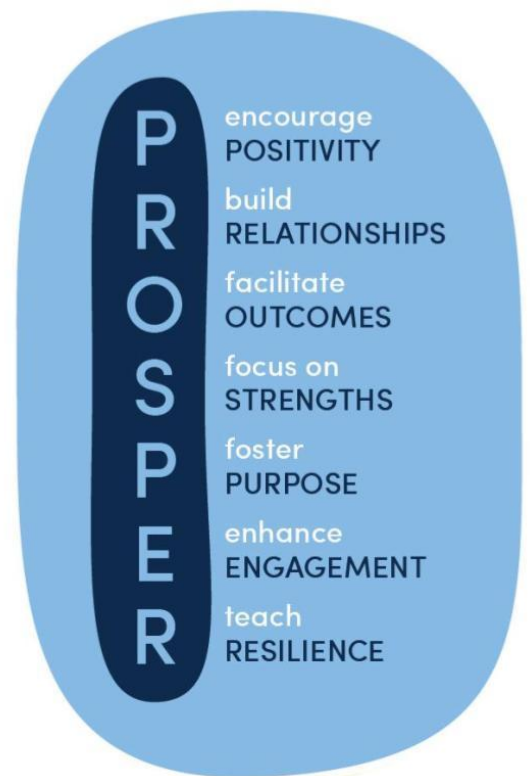 P
encourage
POSITIVITY
R
build
RELATIONSHIPS
O
facilitate
OUTCOMES
S
focus on
STRENGTHS
P
foster
PURPOSE
E
enhance
ENGAGEMENT
R
teach
RESILIENCE